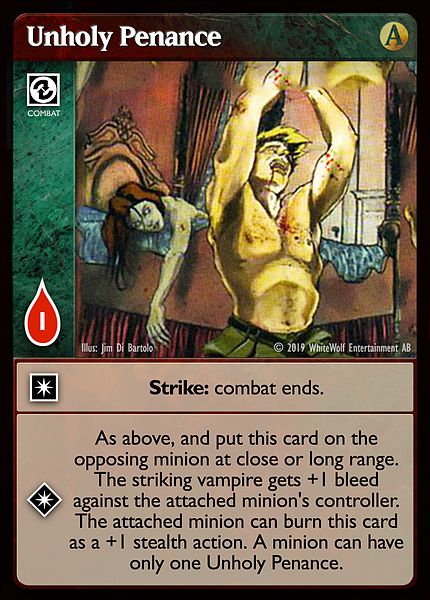 Unholy Penance
A
COMBAT
1
Illus: Jim Di Bartolo
© 2019 WhiteWolf Entertainment AB
Strike: combat ends.
As above, and put this card on the
opposing minion at close or long range.
The striking vampire gets +1 bleed
against the attached minion's controller.
The attached minion can burn this card
as a +1 stealth action. A minion can have
only one Unholy Penance.